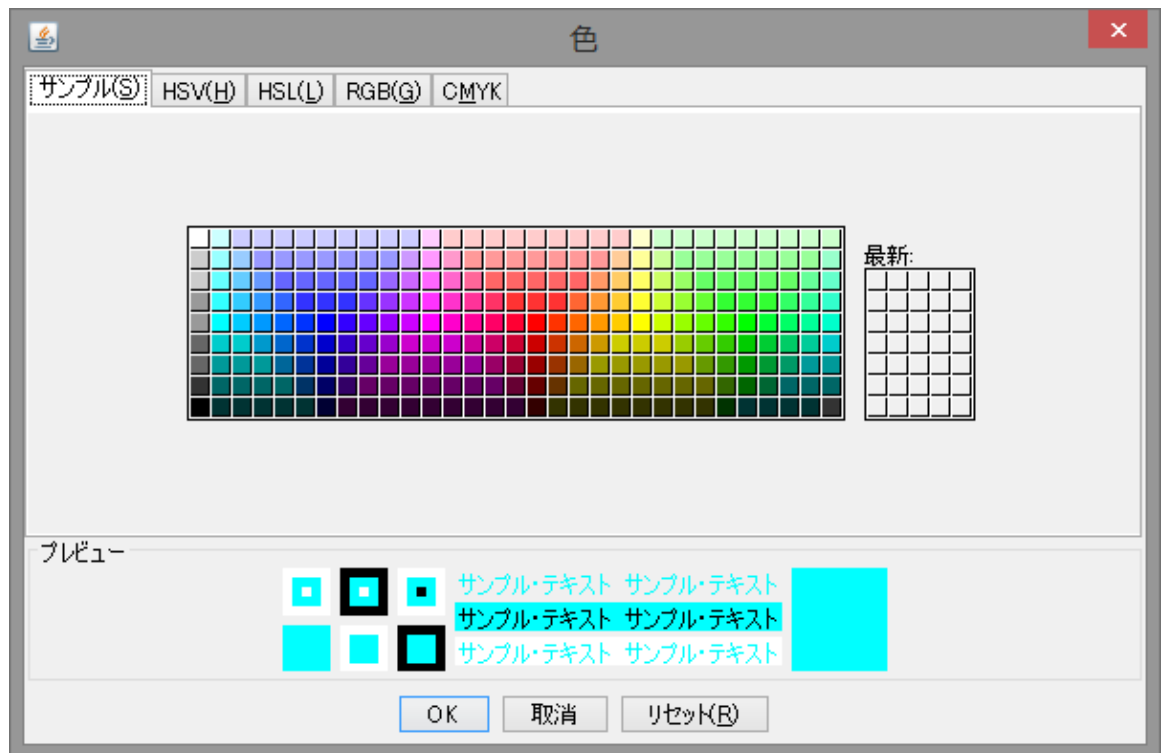 色
サンプル(S) HSV(H) HSL(L) RGB(G) CMYK
最新:
プレビュー
サンプル・テキスト サンプル・テキスト
サンプル・テキスト サンプル・テキスト
サンプル・テキスト サンプル・テキスト
OK 取消 リセット(R)